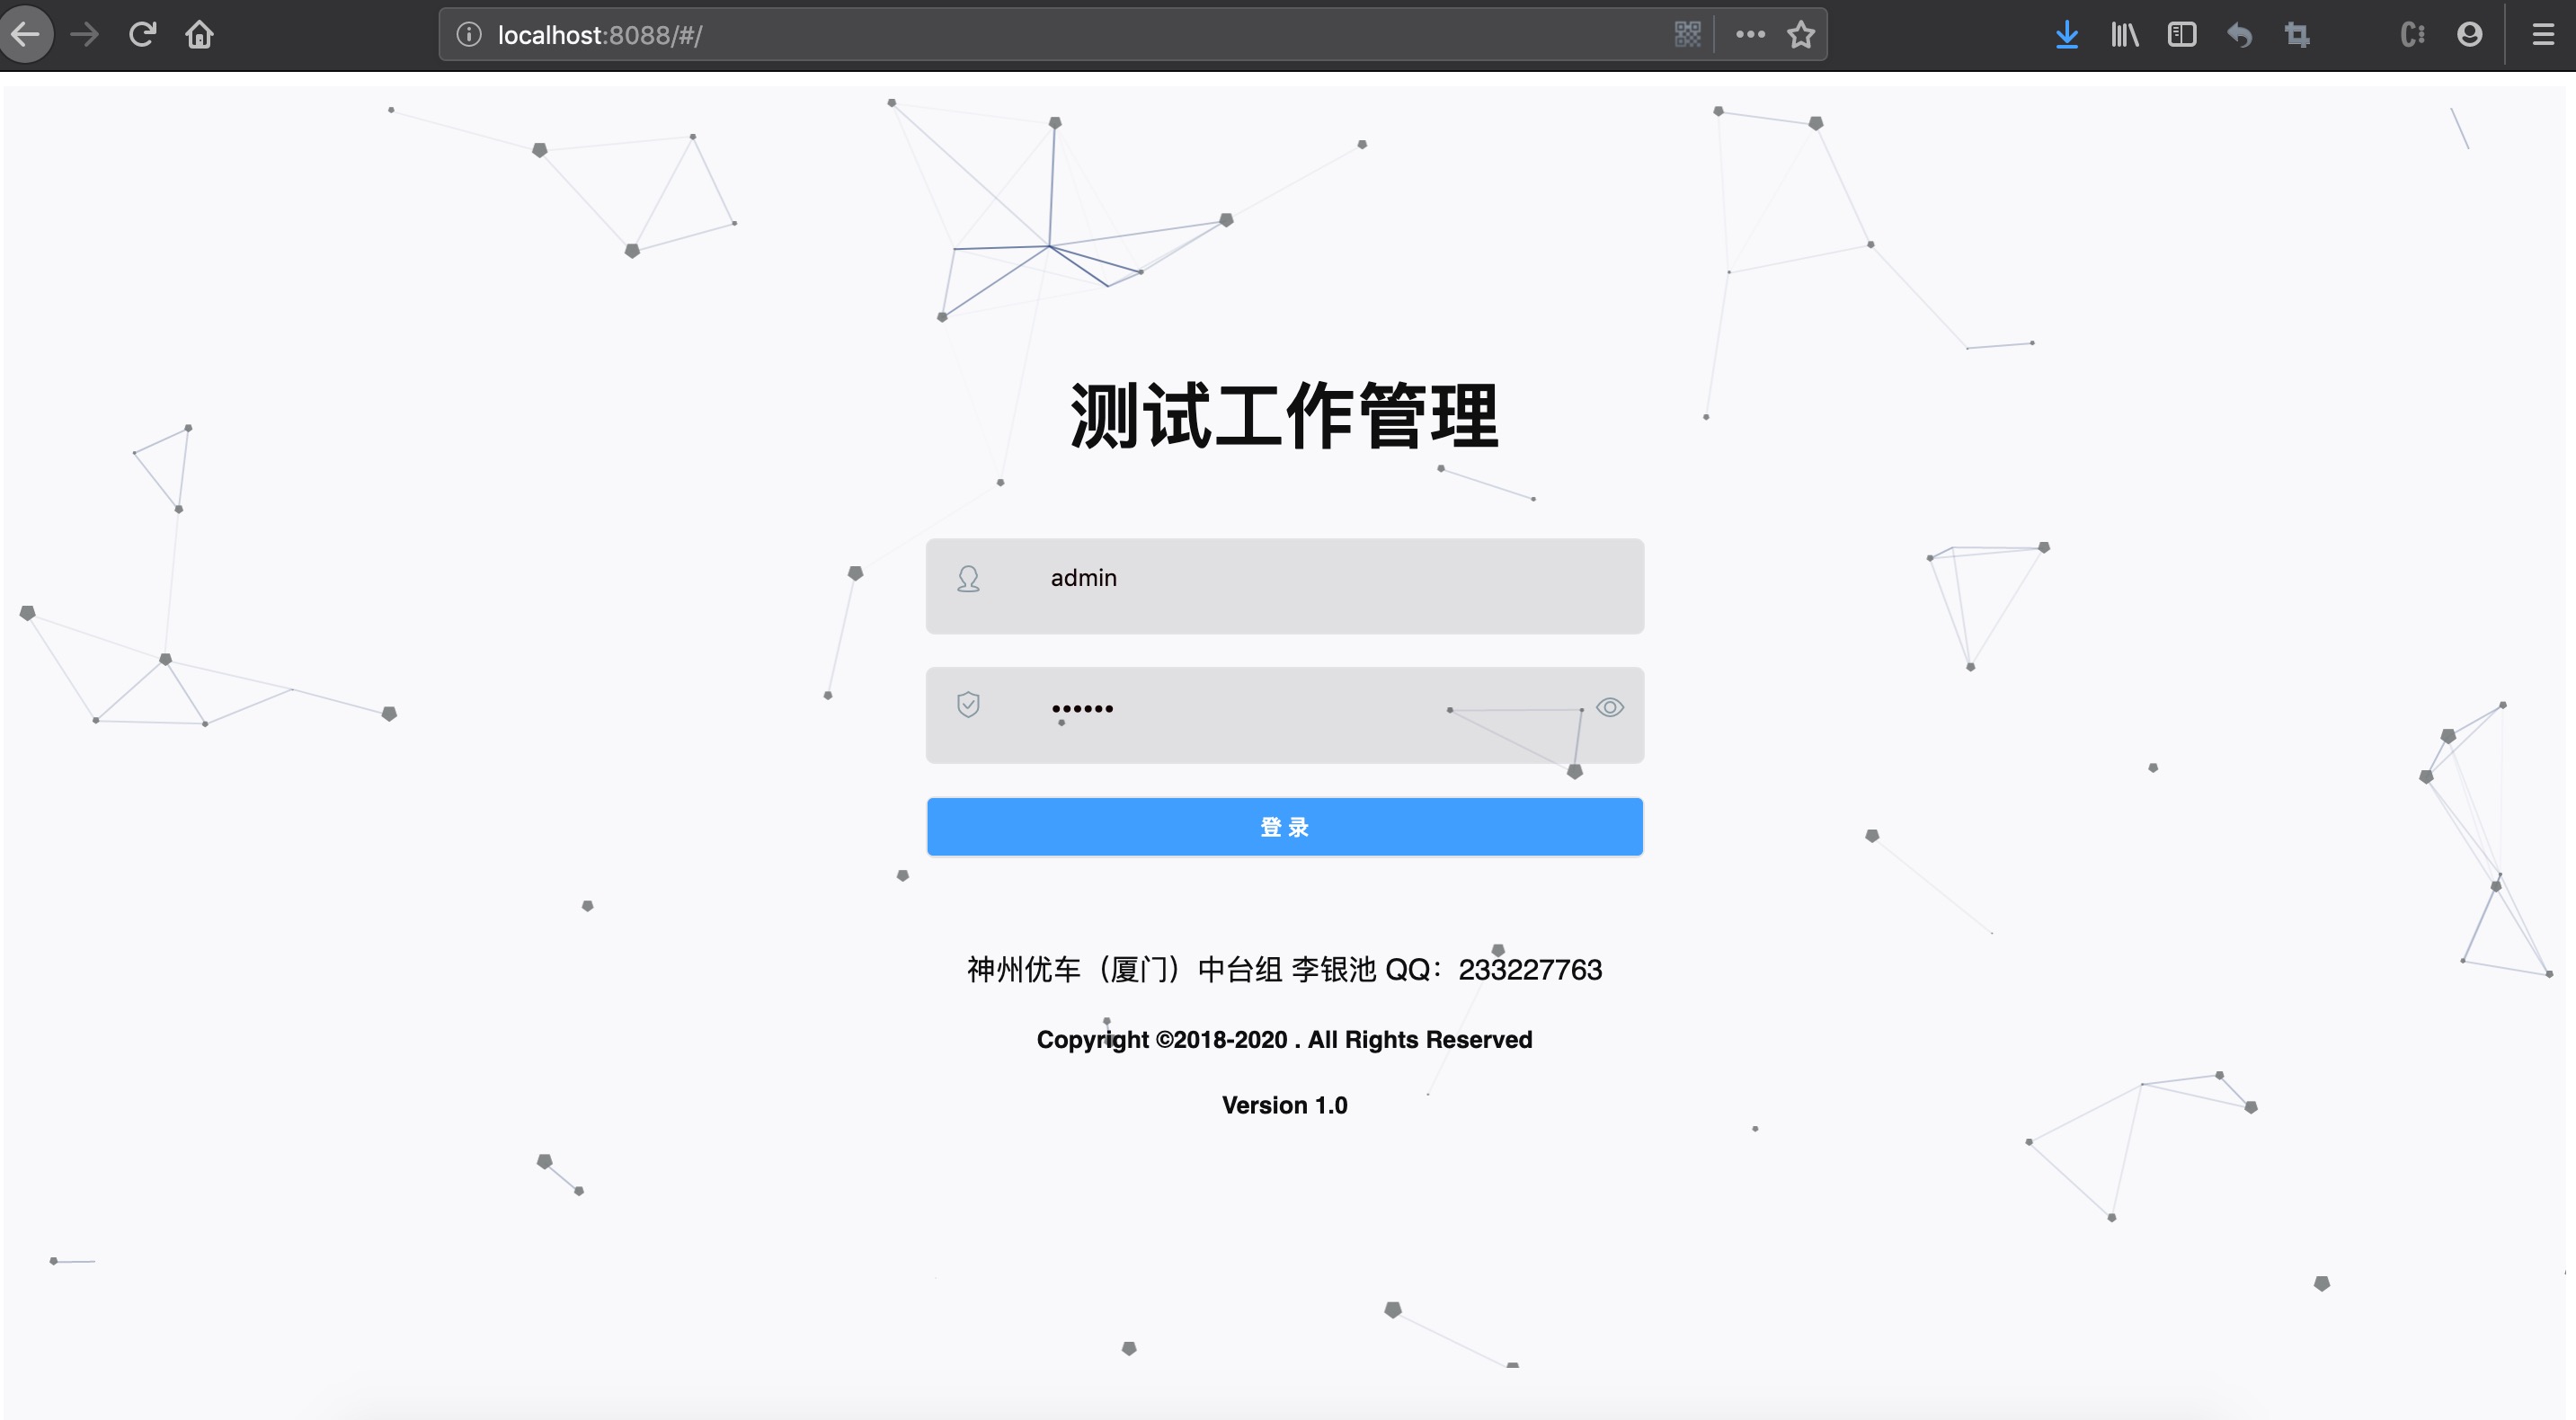 localhost:8088/#/
测试工作管理
admin
••••••
登 录
神州优车（厦门）中台组 李银池 QQ：233227763
Copyright ©2018-2020 . All Rights Reserved
Version 1.0